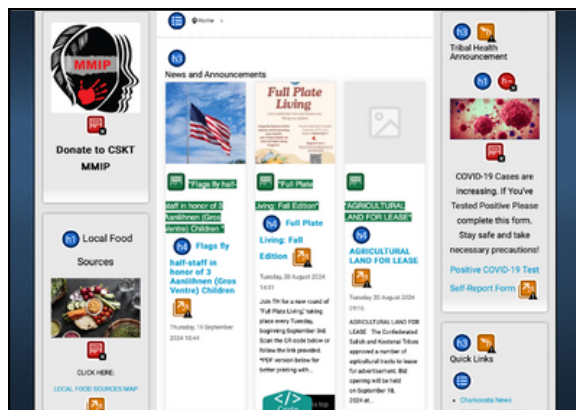 MMIP
Donate to CSKT
MMIP
h1 Local Food
Sources
CLICK HERE:
LOCAL FOOD SOURCES MAP
Home
h3
News and Announcements
"Flags fly half-
staff in honor of 3
Aaniiihnen (Gros
Ventre) Children "
h4 Flags fly
half-staff in
honor of 3
Aaniiihnen (Gros
Ventre) Children
Thursday, 19 September
2024 10:44
Full Plate
Living
"Full Plate
Living: Fall Edition"
h4 Full Plate
Living: Fall
Edition
Tuesday, 20 August 2024
14:31
Join TH for a new round of
"Full Plate Living," taking
place every Tuesday,
beginning September 3rd.
Scan the QR code below or
follow the link provided.
*PDF version below for
better printing with...
</>
Code
"AGRICULTURAL
LAND FOR LEASE"
h4
AGRICULTURAL
LAND FOR LEASE
Tuesday, 20 August 2024
09:16
AGRICULTURAL LAND FOR
LEASE The Confederated
Salish and Kootenai Tribes
approved a number of
agricultural tracts to lease
for advertisement. Bid
opening will be held
on September 18,
2024 at...
h3
Tribal Health
Announcement
h1
COVID-19 Cases are
increasing. If You've
Tested Positive Please
complete this form.
Stay safe and take
necessary precautions!
Positive COVID-19 Test
Self-Report Form
h3
Quick Links
Charkoosta News